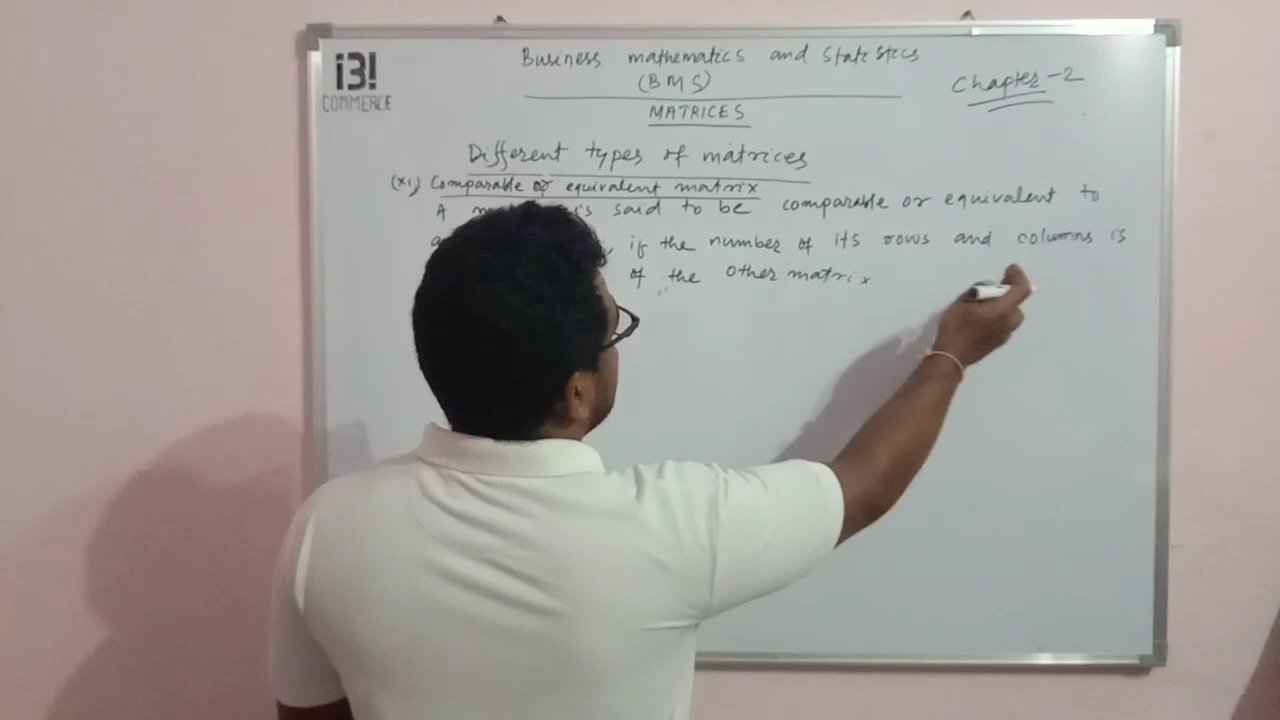 i3!
COMMERCE
Business mathematics and Statistics
(BMS)
Chapter-2
MATRICES
Different types of matrices
(xi) Comparable or equivalent matrix
A is said to be comparable or equivalent to
if the number of its rows and columns is
of the other matrix